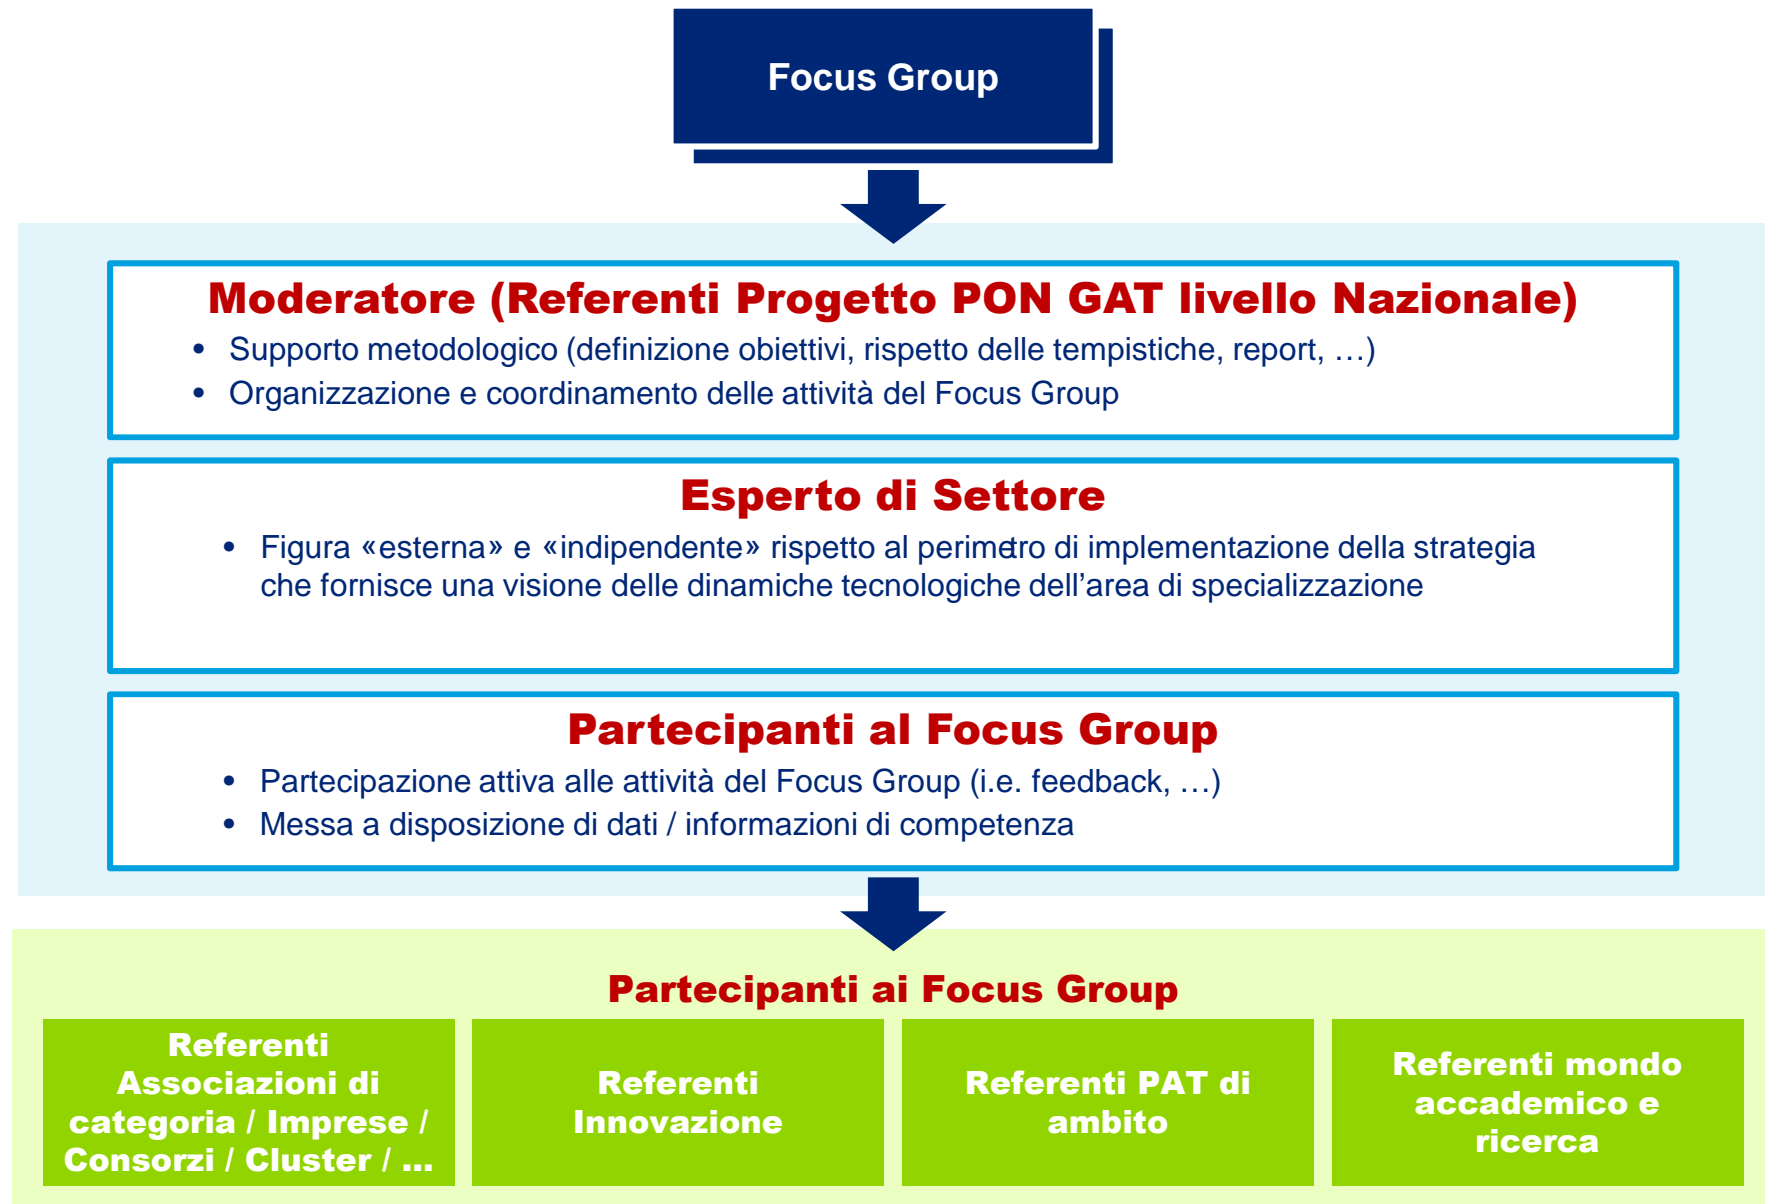 Focus Group
Moderatore (Referenti Progetto PON GAT livello Nazionale)
• Supporto metodologico (definizione obiettivi, rispetto delle tempistiche, report, …)
• Organizzazione e coordinamento delle attività del Focus Group
Esperto di Settore
• Figura «esterna» e «indipendente» rispetto al perimetro di implementazione della strategia
che fornisce una visione delle dinamiche tecnologiche dell’area di specializzazione
Partecipanti al Focus Group
• Partecipazione attiva alle attività del Focus Group (i.e. feedback, …)
• Messa a disposizione di dati / informazioni di competenza
Partecipanti ai Focus Group
Referenti
Associazioni di
categoria / Imprese /
Consorzi / Cluster / …
Referenti
Innovazione
Referenti PAT di
ambito
Referenti mondo
accademico e
ricerca